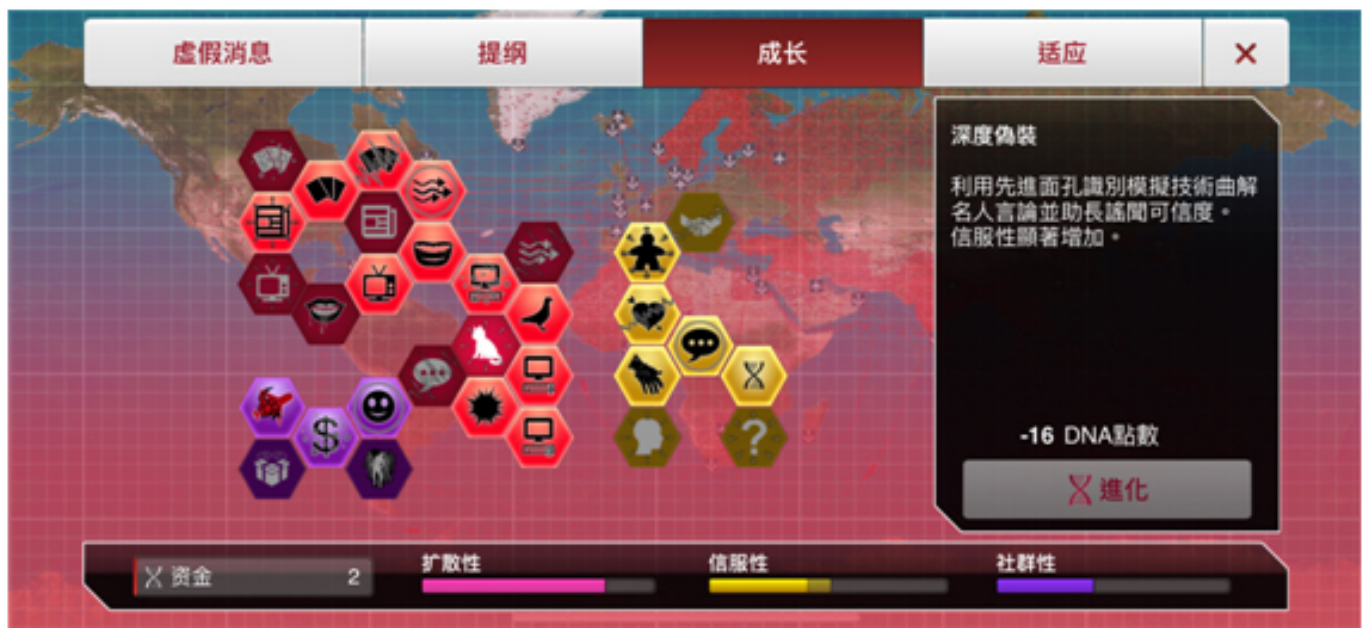 虛假消息
提纲
成长
适应
×
深度偽裝
利用先進面孔識別模擬技術曲解
名人言論並助長謠聞可信度。
信服性顯著增加。
-16 DNA點數
進化
资金 2
扩散性
信服性
社群性